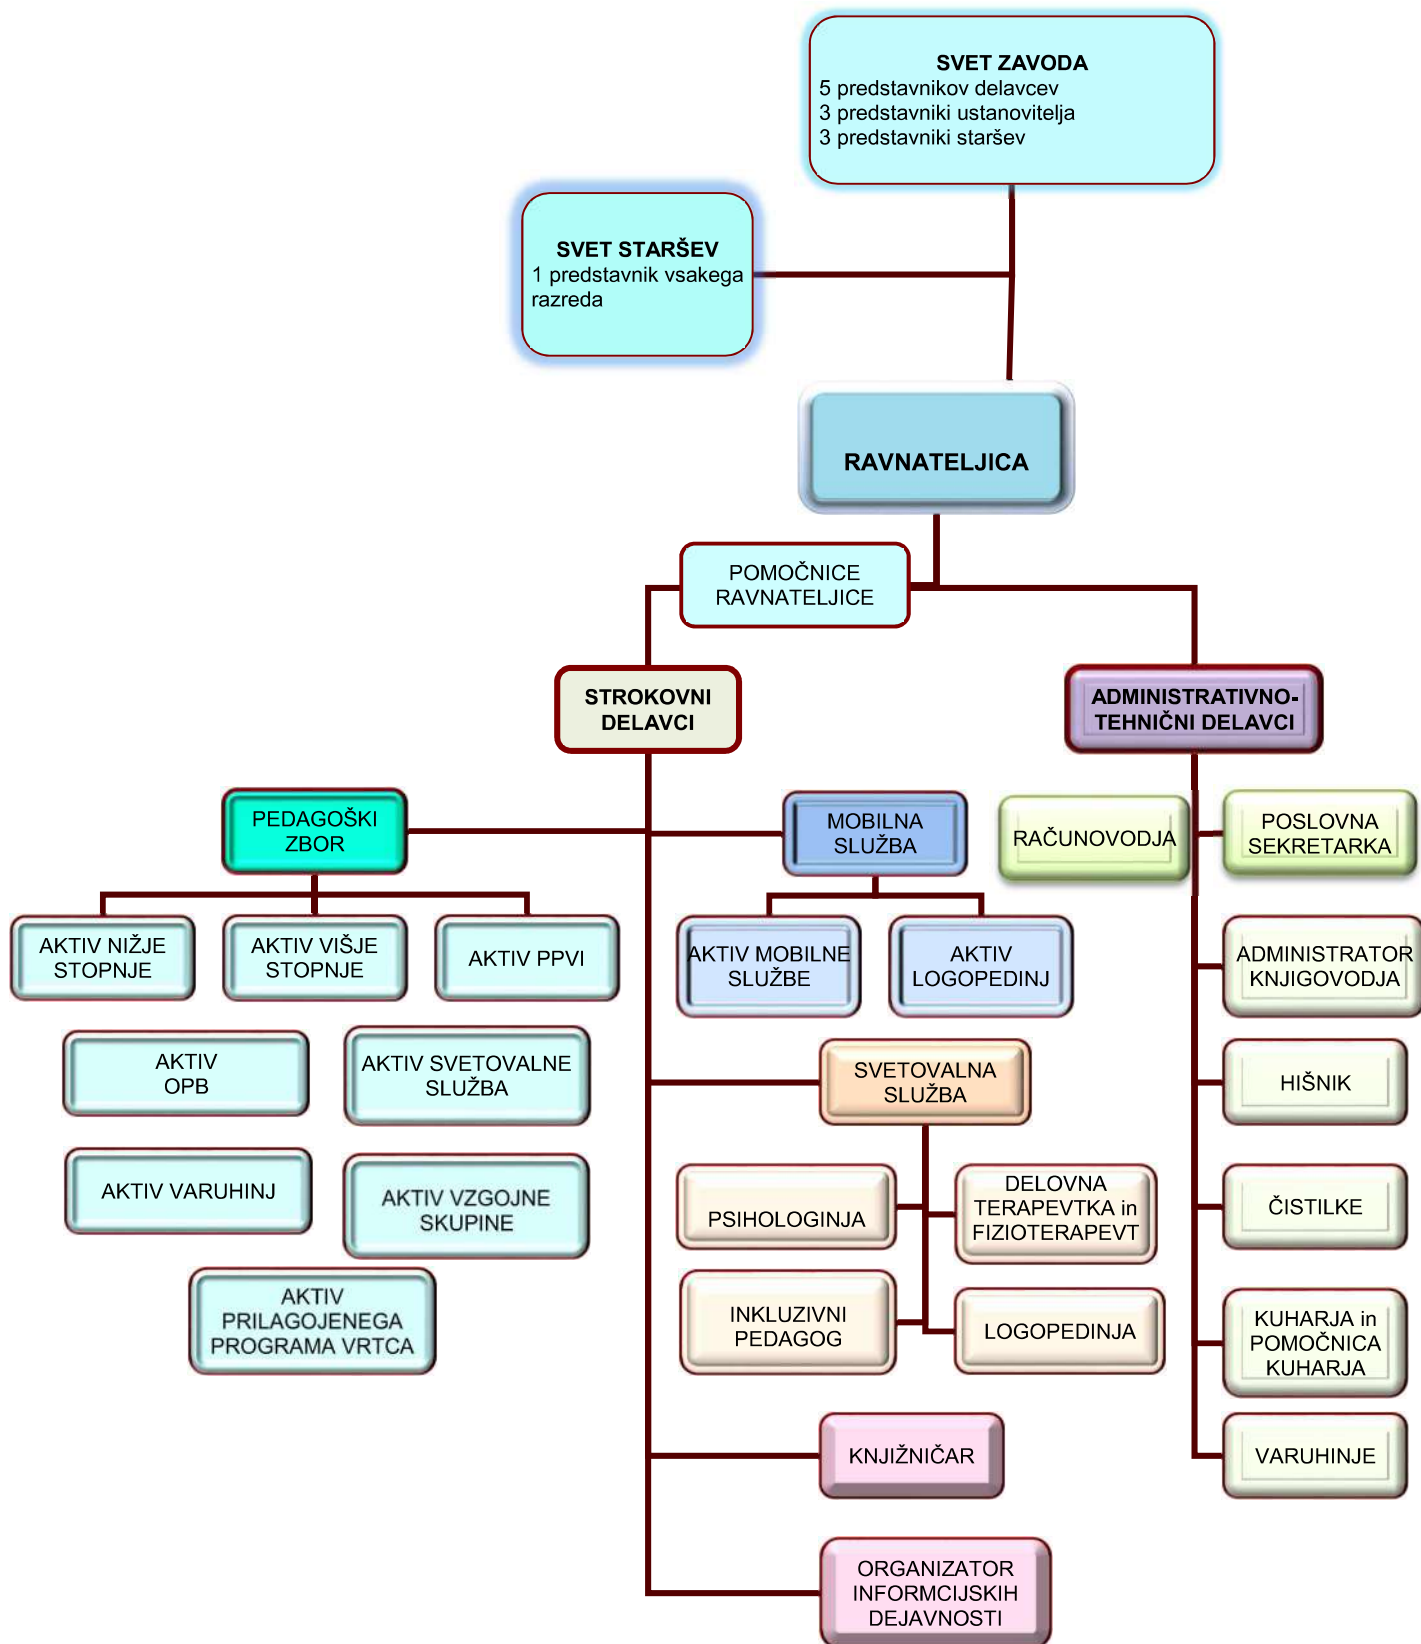 SVET ZAVODA
5 predstavnikov delavcev
3 predstavniki ustanovitelja
3 predstavniki staršev
SVET STARŠEV
1 predstavnik vsakega
razreda
RAVNATELJICA
POMOČNICE
RAVNATELJICE
STROKOVNI
DELAVCI
ADMINISTRATIVNO-
TEHNIČNI DELAVCI
PEDAGOŠKI
ZBOR
MOBILNA
SLUŽBA
RAČUNOVODJA
POSLOVNA
SEKRETARKA
AKTIV NIŽJE
STOPNJE
AKTIV VIŠJE
STOPNJE
AKTIV PPVI
AKTIV MOBILNE
SLUŽBE
AKTIV
LOGOPEDINJ
ADMINISTRATOR
KNJIGOVODJA
AKTIV
OPB
AKTIV SVETOVALNE
SLUŽBA
SVETOVALNA
SLUŽBA
HIŠNIK
AKTIV VARUHINJ
AKTIV VZGOJNE
SKUPINE
PSIHOLOGINJA
DELOVNA
TERAPEVTKA in
FIZIOTERAPEVT
ČISTILKE
AKTIV
PRILAGOJENEGA
PROGRAMA VRTCA
INKLUZIVNI
PEDAGOG
LOGOPEDINJA
KUHARJA in
POMOČNICA
KUHARJA
KNJIŽNIČAR
VARUHINJE
ORGANIZATOR
INFORMCIJSKIH
DEJAVNOSTI